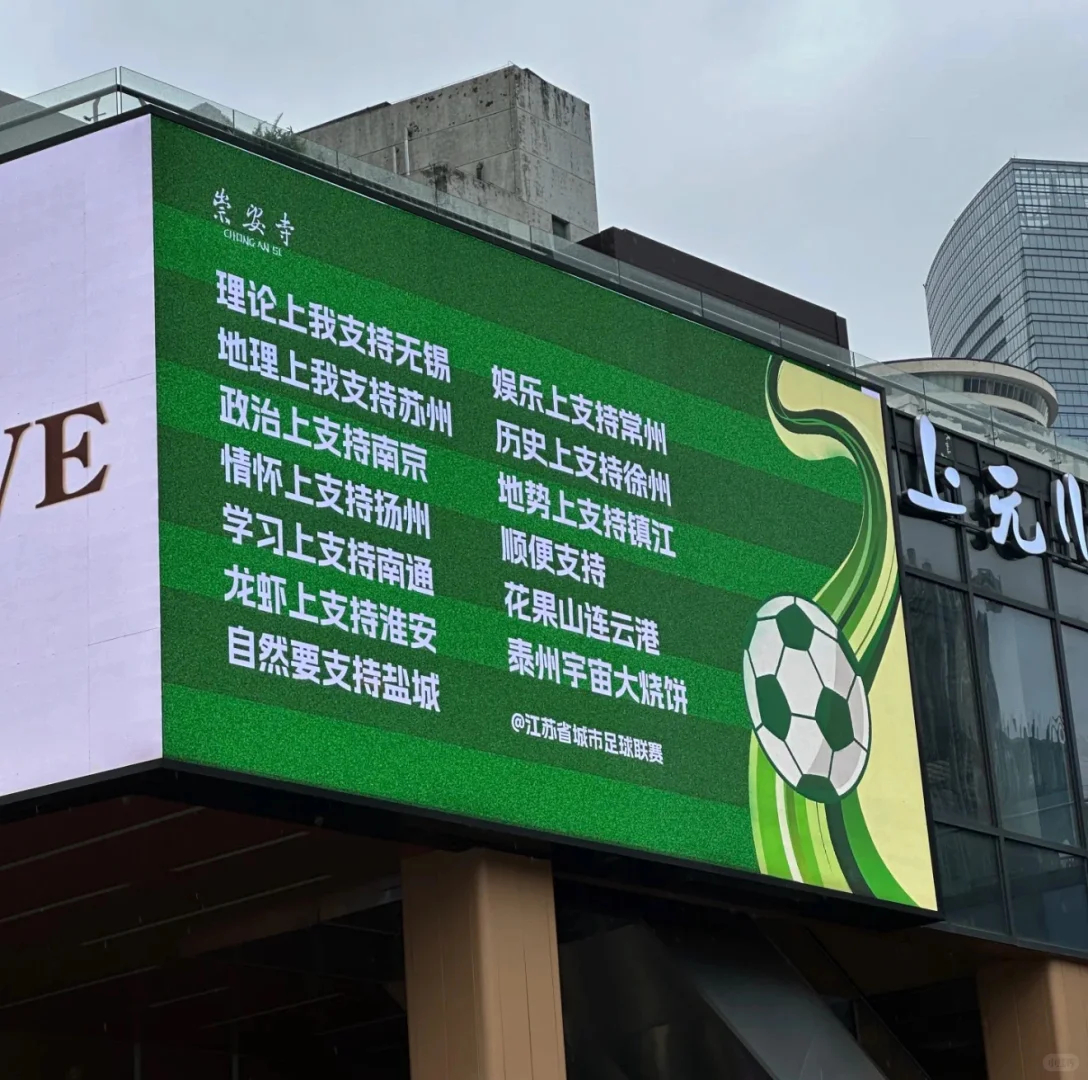 VE
崇安寺
CHONG AN SI
理论上我支持无锡
地理上我支持苏州
政治上支持南京
情怀上支持扬州
学习上支持南通
龙虾上支持淮安
自然要支持盐城
娱乐上支持常州
历史上支持徐州
地势上支持镇江
顺便支持
花果山连云港
泰州宇宙大烧饼
@江苏省城市足球联赛
上元